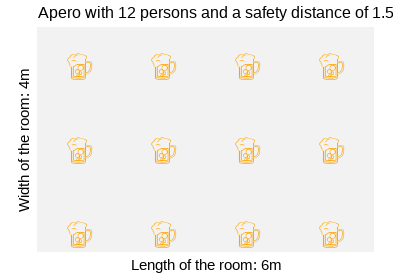 Apero with 12 persons and a safety distance of 1.5
Width of the room: 4m
Length of the room: 6m